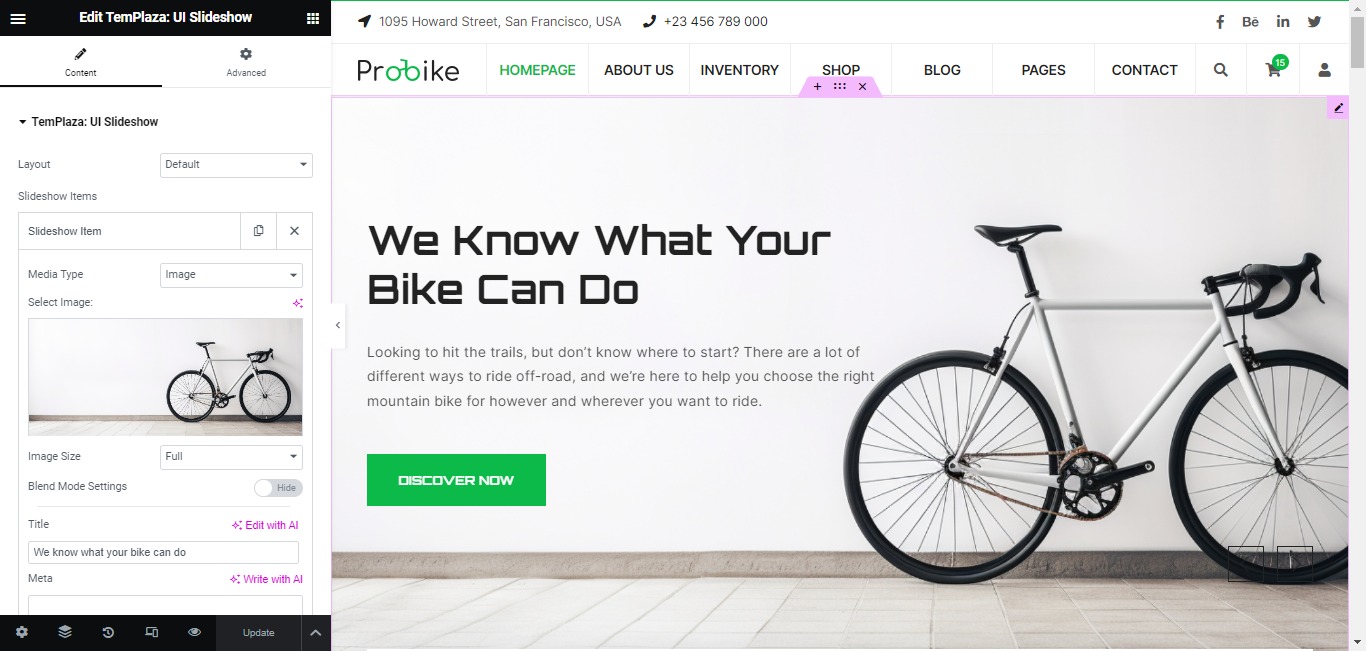 Edit TemPlaza: UI Slideshow
Content
Advanced
TemPlaza: UI Slideshow
Layout
Default
Slideshow Items
Slideshow Item
Media Type
Image
Select Image:
Image Size
Full
Blend Mode Settings
Hide
Title
Edit with AI
We know what your bike can do
Meta
Write with AI
Update
1095 Howard Street, San Francisco, USA
+23 456 789 000
Probike
HOMEPAGE
ABOUT US
INVENTORY
SHOP
BLOG
PAGES
CONTACT
15
We Know What Your
Bike Can Do
Looking to hit the trails, but don’t know where to start? There are a lot of
different ways to ride off-road, and we’re here to help you choose the right
mountain bike for however and wherever you want to ride.
DISCOVER NOW